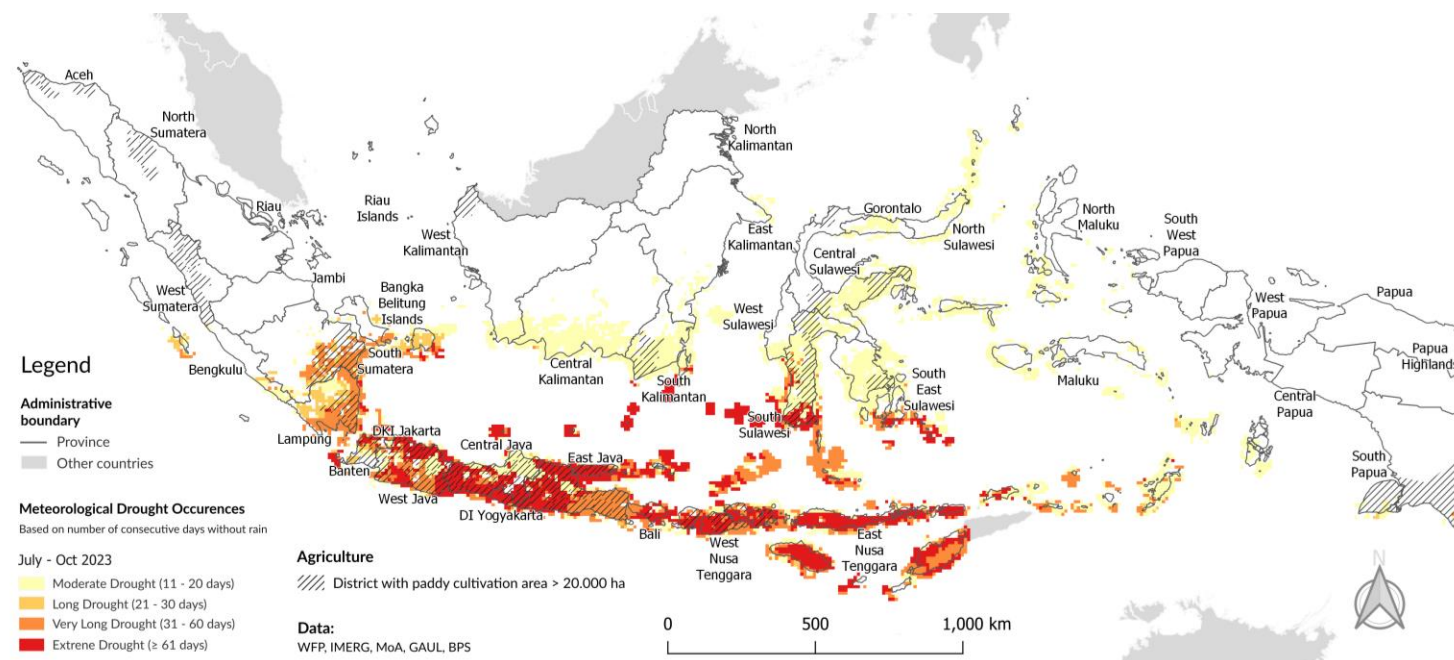 Aceh
North
Sumatera
Riau
Riau
Islands
West
Kalimantan
North
Kalimantan
East
Kalimantan
Gorontalo
North
Sulawesi
Central
Sulawesi
North
Maluku
South
West
Papua
West
Papua
Papua
Papua
Highlands
Central
Papua
South
Papua
West
Sumatera
Jambi
Bangka
Belitung
Islands
West
Sulawesi
Bengkulu
South
Sumatera
Central
Kalimantan
South
Kalimantan
South
Sulawesi
South
East
Sulawesi
Maluku
Lampung
DKI Jakarta
Central Java
East Java
Banten
West Java
DI Yogyakarta
Bali
West
Nusa
Tenggara
East
Nusa
Tenggara
Legend
Administrative
boundary
Province
Other countries
Meteorological Drought Occurences
Based on number of consecutive days without rain
July - Oct 2023
Moderate Drought (11 - 20 days)
Long Drought (21 - 30 days)
Very Long Drought (31 - 60 days)
Extrene Drought (≥ 61 days)
Agriculture
District with paddy cultivation area > 20.000 ha
Data:
WFP, IMERG, MoA, GAUL, BPS
0 500 1,000 km
N